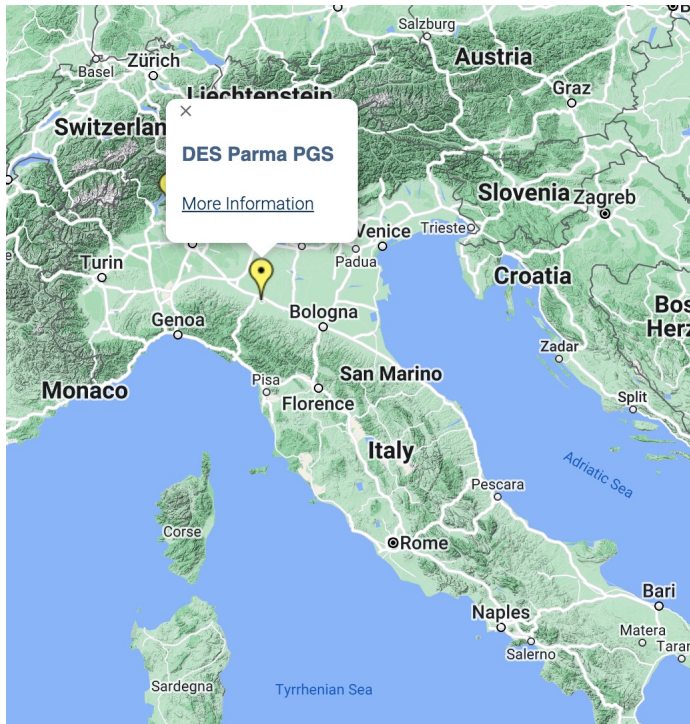 Salzburg
Zürich
Basel
Austria
Liechtenstein
Graz
Switzerlan
×
DES Parma PGS
More Information
Slovenia
Zagreb
Venice
Trieste
Padua
Turin
Croatia
Bos
Herz
Genoa
Bologna
Zadar
San Marino
Pisa
Monaco
Florence
Split
Italy
Adriatic Sea
Pescara
Corse
Rome
Bari
Naples
Matera
Salerno
Taran
Sardegna
Tyrrhenian Sea